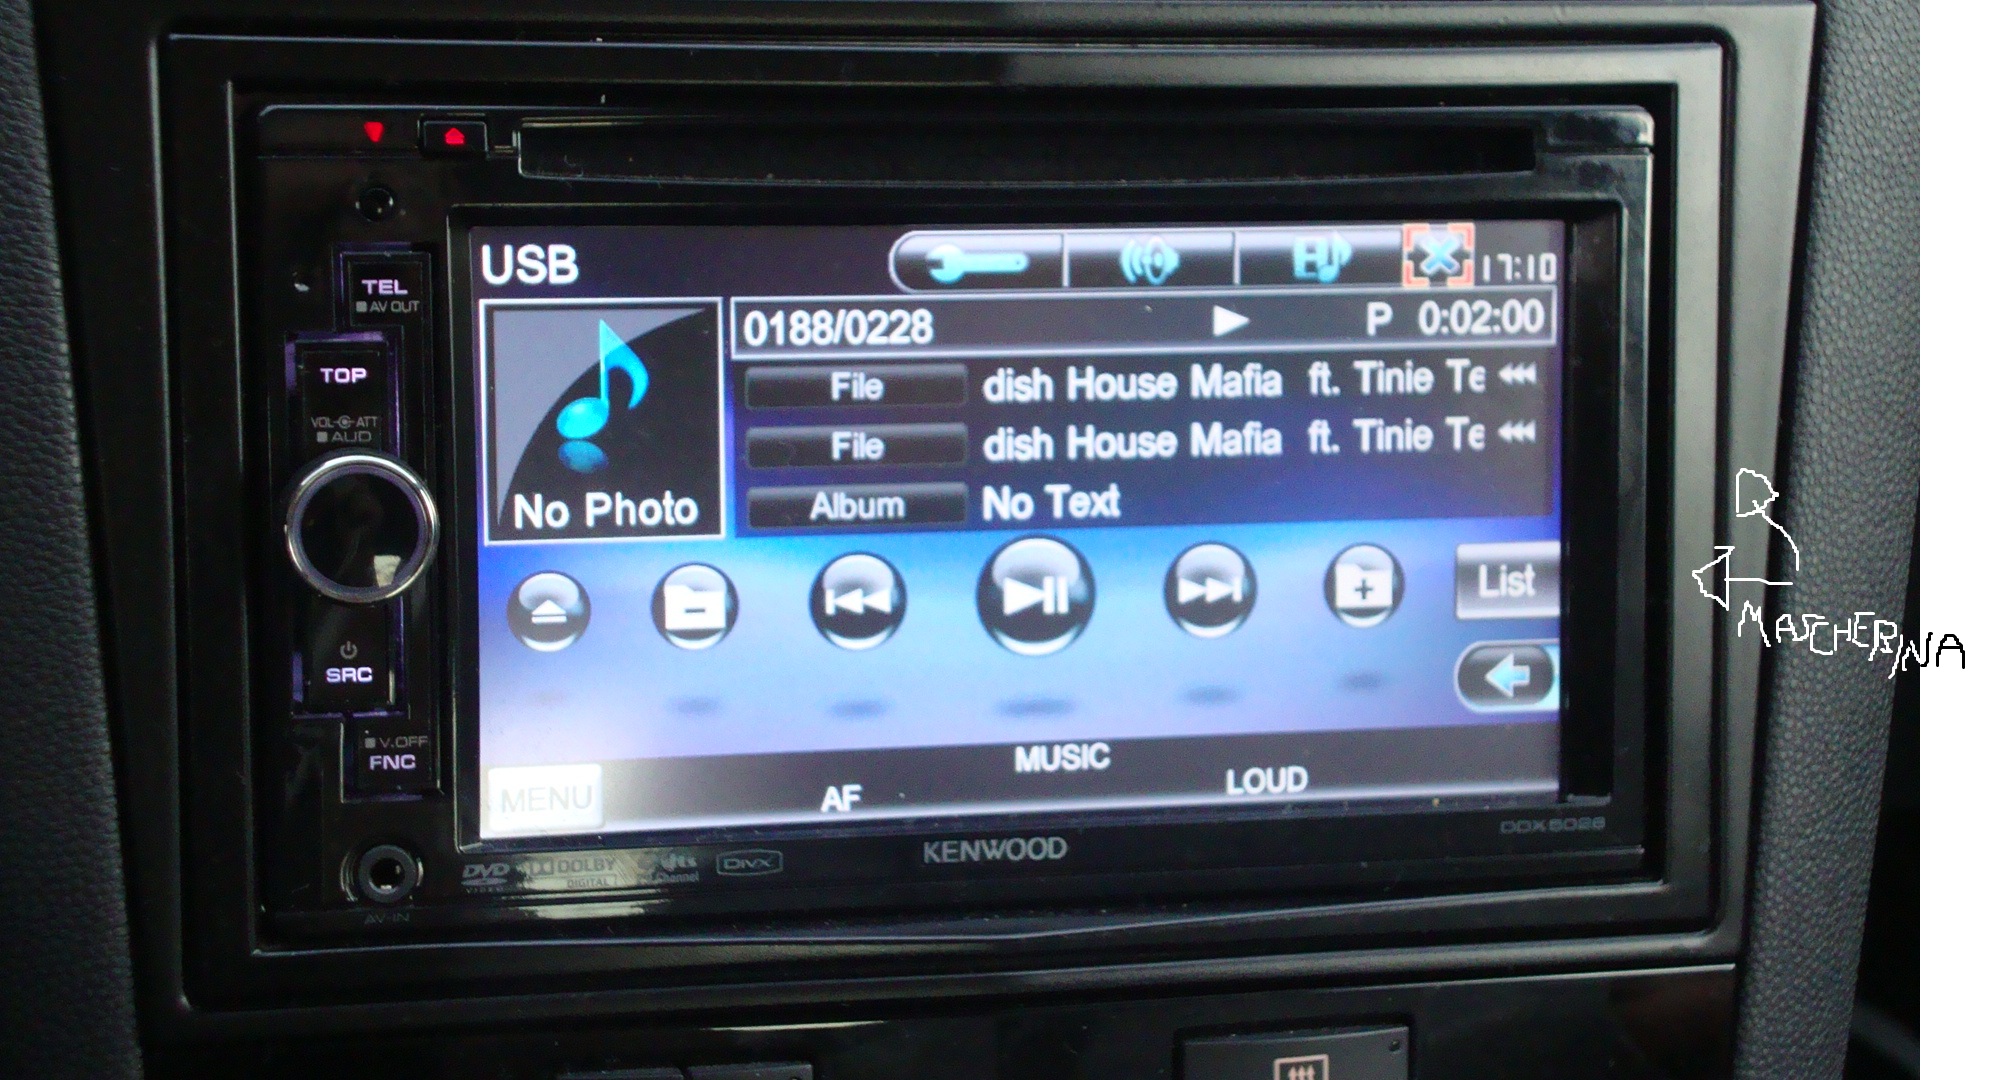 USB
17:10
0188/0228 P 0:02:00
File dish House Mafia ft. Tinie Te
File dish House Mafia ft. Tinie Te
Album No Text
No Photo
List
MUSIC
MENU AF LOUD
TEL
AV OUT
TOP
VOL ATT
AUD
SRC
V.OFF
FNC
AV-IN
DVD
VIDEO
DOLBY
DIGITAL
dts
DIVX
KENWOOD
MASCHERINA